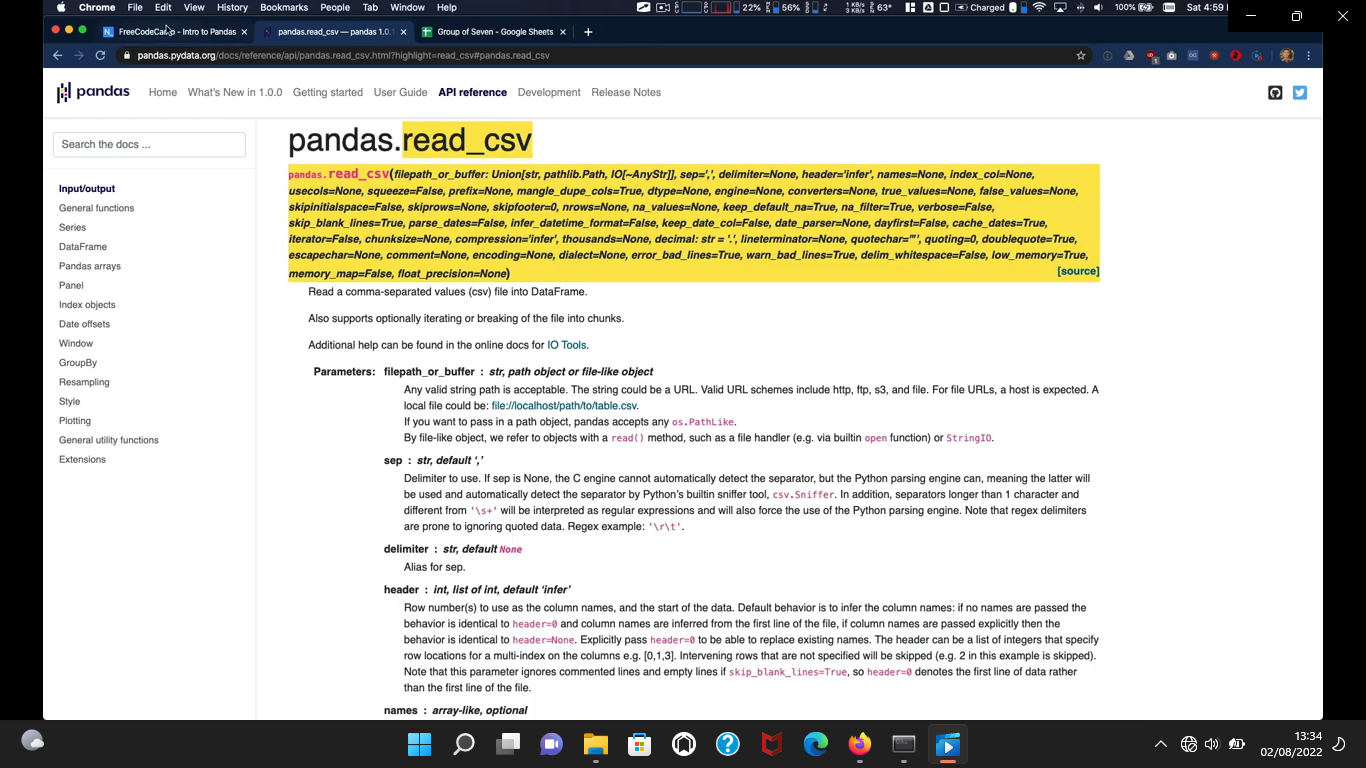 Chrome File Edit View History Bookmarks People Tab Window Help 22% 56% 63° Charged 100% Sat 4:59
FreeCodeCamp - Intro to Pandas × pandas.read_csv — pandas 1.0. × Group of Seven - Google Sheets × +
pandas.pydata.org/docs/reference/api/pandas.read_csv.html?highlight=read_csv#pandas.read_csv
pandas Home What's New in 1.0.0 Getting started User Guide API reference Development Release Notes
Search the docs ...
Input/output
General functions
Series
DataFrame
Pandas arrays
Panel
Index objects
Date offsets
Window
GroupBy
Resampling
Style
Plotting
General utility functions
Extensions
pandas.read_csv
pandas.read_csv(filepath_or_buffer: Union[str, pathlib.Path, IO[~AnyStr]], sep=',', delimiter=None, header='infer', names=None, index_col=None,
usecols=None, squeeze=False, prefix=None, mangle_dupe_cols=True, dtype=None, engine=None, converters=None, true_values=None, false_values=None,
skipinitialspace=False, skiprows=None, skipfooter=0, nrows=None, na_values=None, keep_default_na=True, na_filter=True, verbose=False,
skip_blank_lines=True, parse_dates=False, infer_datetime_format=False, keep_date_col=False, date_parser=None, dayfirst=False, cache_dates=True,
iterator=False, chunksize=None, compression='infer', thousands=None, decimal: str = '.', lineterminator=None, quotechar='"', quoting=0, doublequote=True,
escapechar=None, comment=None, encoding=None, dialect=None, error_bad_lines=True, warn_bad_lines=True, delim_whitespace=False, low_memory=True,
memory_map=False, float_precision=None) [source]
Read a comma-separated values (csv) file into DataFrame.
Also supports optionally iterating or breaking of the file into chunks.
Additional help can be found in the online docs for IO Tools.
Parameters: filepath_or_buffer : str, path object or file-like object
Any valid string path is acceptable. The string could be a URL. Valid URL schemes include http, ftp, s3, and file. For file URLs, a host is expected. A
local file could be: file://localhost/path/to/table.csv.
If you want to pass in a path object, pandas accepts any os.PathLike.
By file-like object, we refer to objects with a read() method, such as a file handler (e.g. via builtin open function) or StringIO.
sep : str, default ‘,’
Delimiter to use. If sep is None, the C engine cannot automatically detect the separator, but the Python parsing engine can, meaning the latter will
be used and automatically detect the separator by Python’s builtin sniffer tool, csv.Sniffer. In addition, separators longer than 1 character and
different from '\s+' will be interpreted as regular expressions and will also force the use of the Python parsing engine. Note that regex delimiters
are prone to ignoring quoted data. Regex example: '\r\t'.
delimiter : str, default None
Alias for sep.
header : int, list of int, default ‘infer’
Row number(s) to use as the column names, and the start of the data. Default behavior is to infer the column names: if no names are passed the
behavior is identical to header=0 and column names are inferred from the first line of the file, if column names are passed explicitly then the
behavior is identical to header=None. Explicitly pass header=0 to be able to replace existing names. The header can be a list of integers that specify
row locations for a multi-index on the columns e.g. [0,1,3]. Intervening rows that are not specified will be skipped (e.g. 2 in this example is skipped).
Note that this parameter ignores commented lines and empty lines if skip_blank_lines=True, so header=0 denotes the first line of data rather
than the first line of the file.
names : array-like, optional
13:34
02/08/2022